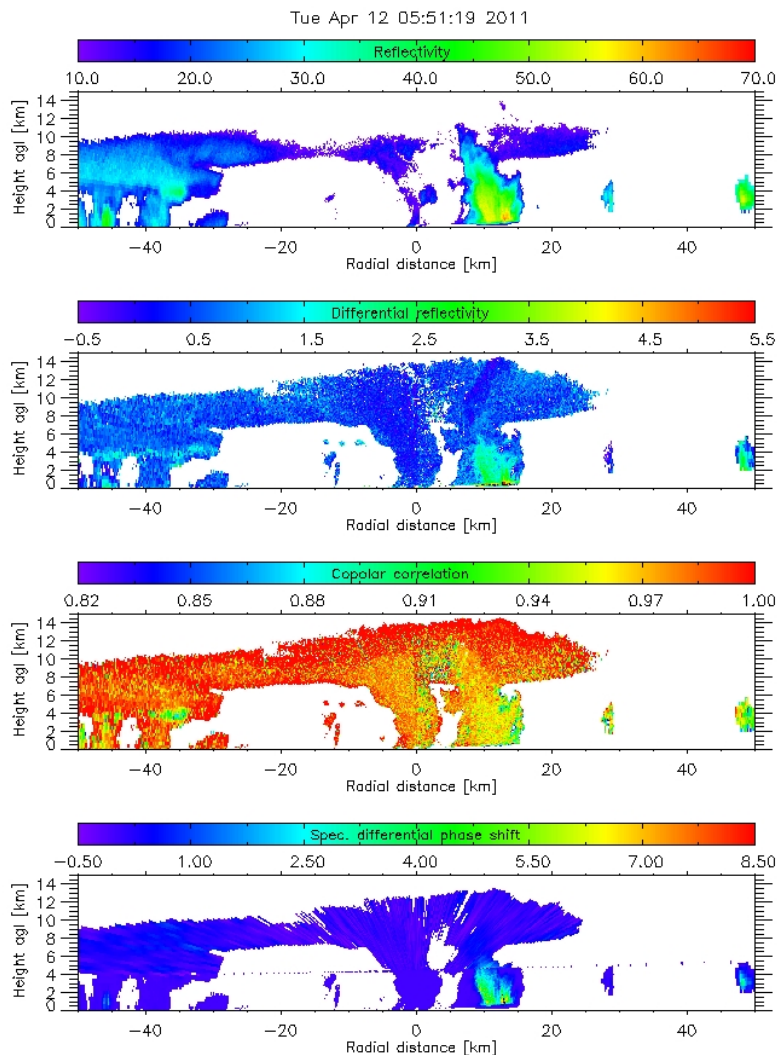 Tue Apr 12 05:51:19 2011
Reflectivity
10.0 20.0 30.0 40.0 50.0 60.0 70.0
Height agl [km]
14
12
10
8
6
4
2
0
−40 −20 0 20 40
Radial distance [km]
Differential reflectivity
−0.5 0.5 1.5 2.5 3.5 4.5 5.5
Height agl [km]
14
12
10
8
6
4
2
0
−40 −20 0 20 40
Radial distance [km]
Copolar correlation
0.82 0.85 0.88 0.91 0.94 0.97 1.00
Height agl [km]
14
12
10
8
6
4
2
0
−40 −20 0 20 40
Radial distance [km]
Spec. differential phase shift
−0.50 1.00 2.50 4.00 5.50 7.00 8.50
Height agl [km]
14
12
10
8
6
4
2
0
−40 −20 0 20 40
Radial distance [km]